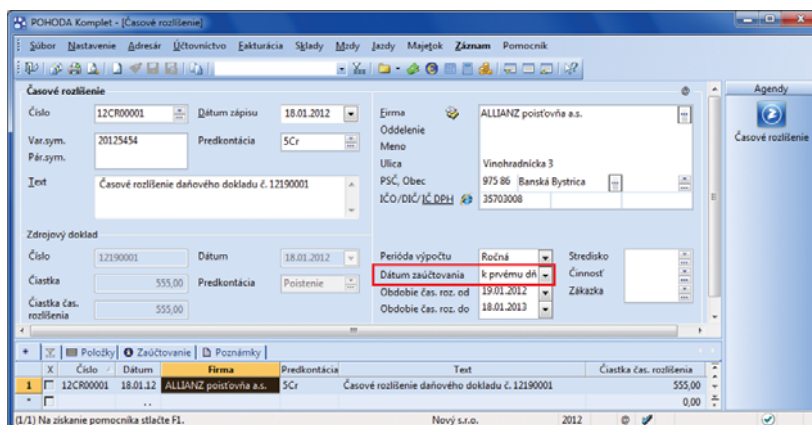 POHODA Komplet - [Časové rozlíšenie]
Súbor Nastavenie Adresár Účtovníctvo Fakturácia Sklady Mzdy Jazdy Majetok Záznam Pomocník
Časové rozlíšenie
Číslo 12CR00001 Dátum zápisu 18.01.2012
Var.sym. 20125454 Predkontácia 5Cr
Pár.sym.
Text Časové rozlíšenie daňového dokladu č. 12190001
Firma ALLIANZ poisťovňa a.s.
Oddelenie
Meno
Ulica Vinohradnícka 3
PSČ, Obec 975 86 Banská Bystrica
IČO/DIČ/IČ DPH 35703008
Zdrojový doklad
Číslo 12190001 Dátum 18.01.2012
Čiastka 555,00 Predkontácia Poistenie
Čiastka čas. rozlíšenia 555,00
Perióda výpočtu Ročná Stredisko
Dátum zaúčtovania k prvému dň Činnosť
Obdobie čas. roz. od 19.01.2012 Zákazka
Obdobie čas. roz. do 18.01.2013
Agendy
Časové rozlíšenie
Položky Zaúčtovanie Poznámky
X Číslo Dátum Firma Predkontácia Text Čiastka čas. rozlíšenia
1 12CR00001 18.01.12 ALLIANZ poisťovňa a.s. 5Cr Časové rozlíšenie daňového dokladu č. 12190001 555,00
* . . 0,00
(1/1) Na získanie pomocníka stlačte F1. Nový s.r.o. 2012